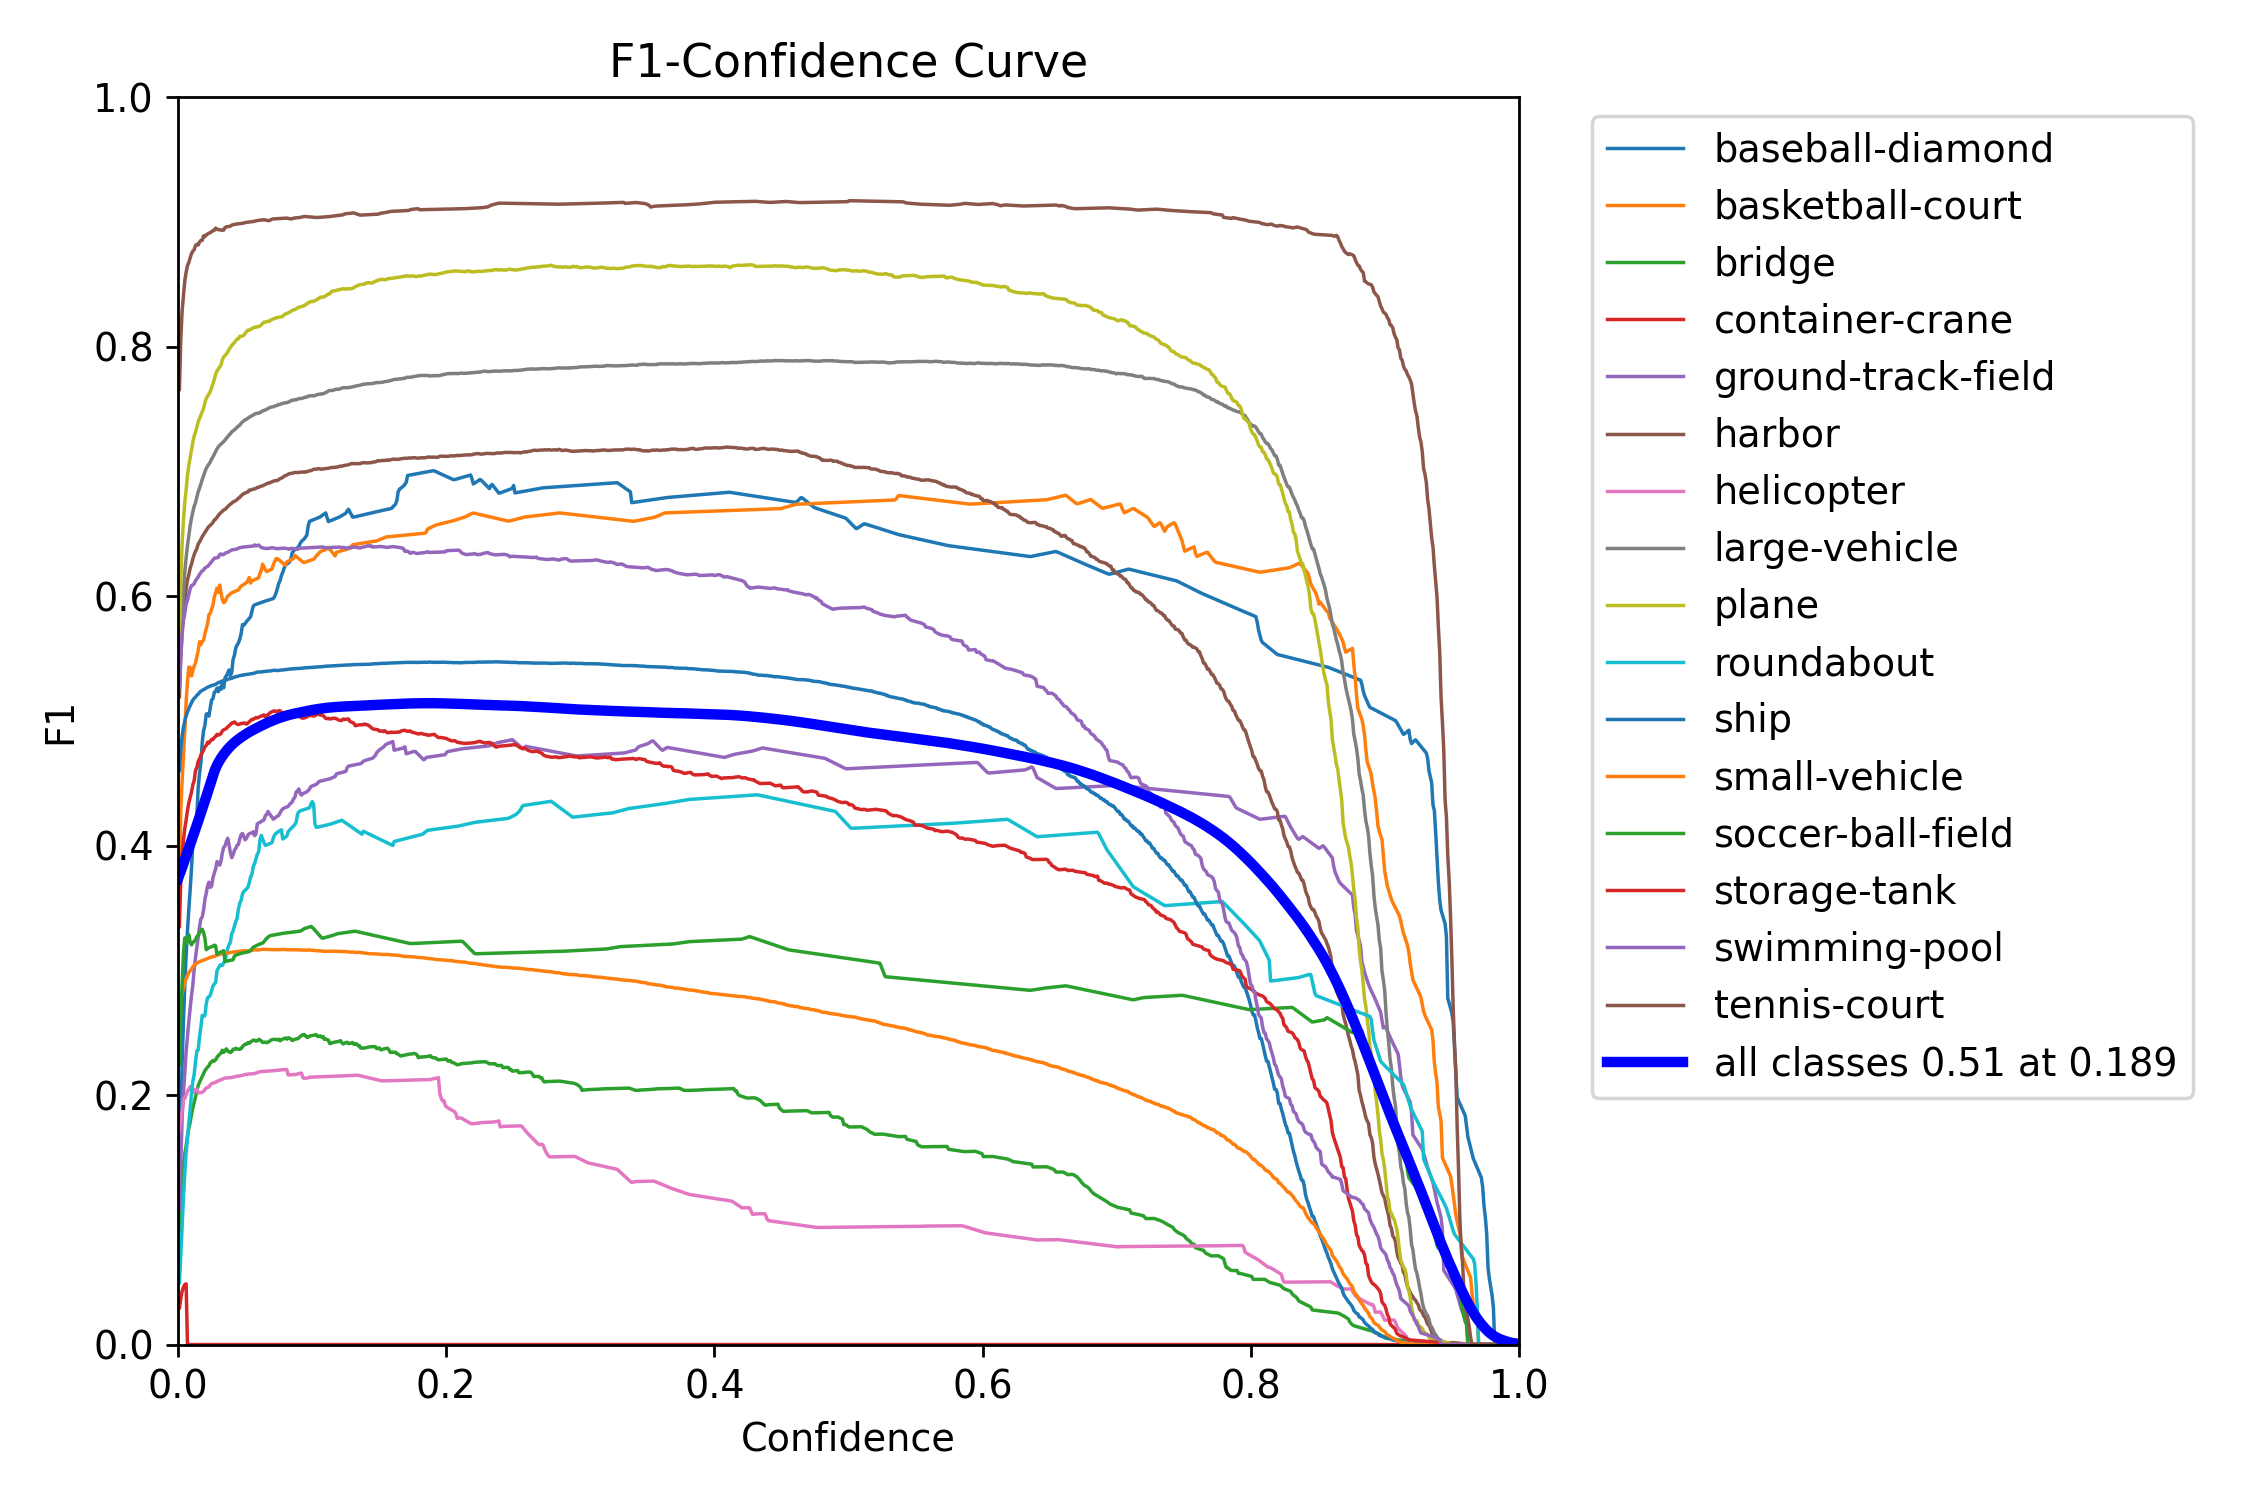 F1-Confidence Curve
1.0
0.8
0.6
0.4
0.2
0.0
F1
0.0 0.2 0.4 0.6 0.8 1.0
Confidence
baseball-diamond
basketball-court
bridge
container-crane
ground-track-field
harbor
helicopter
large-vehicle
plane
roundabout
ship
small-vehicle
soccer-ball-field
storage-tank
swimming-pool
tennis-court
all classes 0.51 at 0.189